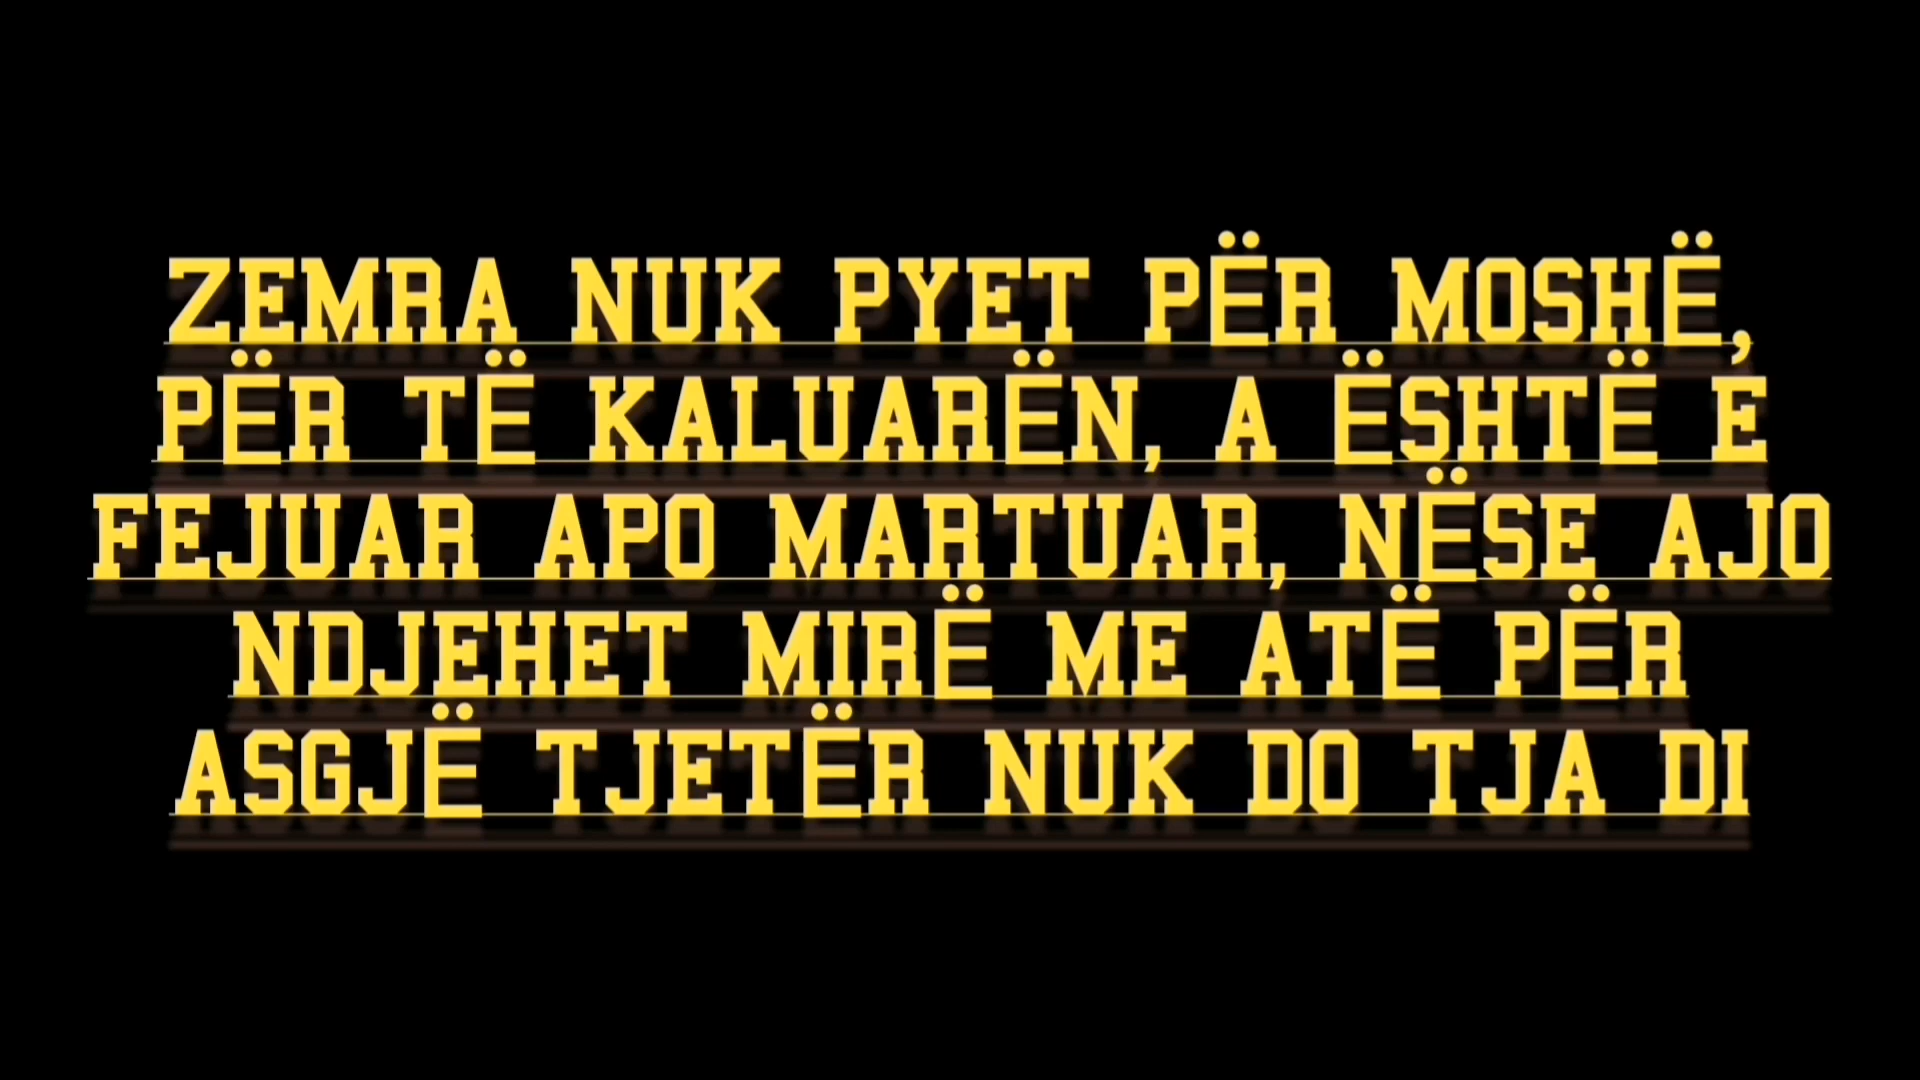 ZEMRA NUK PYET PËR MOSHË,
PËR TË KALUARËN, A ËSHTË E
FEJUAR APO MARTUAR, NËSE AJO
NDJEHET MIRË ME ATË PËR
ASGJË TJETËR NUK DO TJA DI